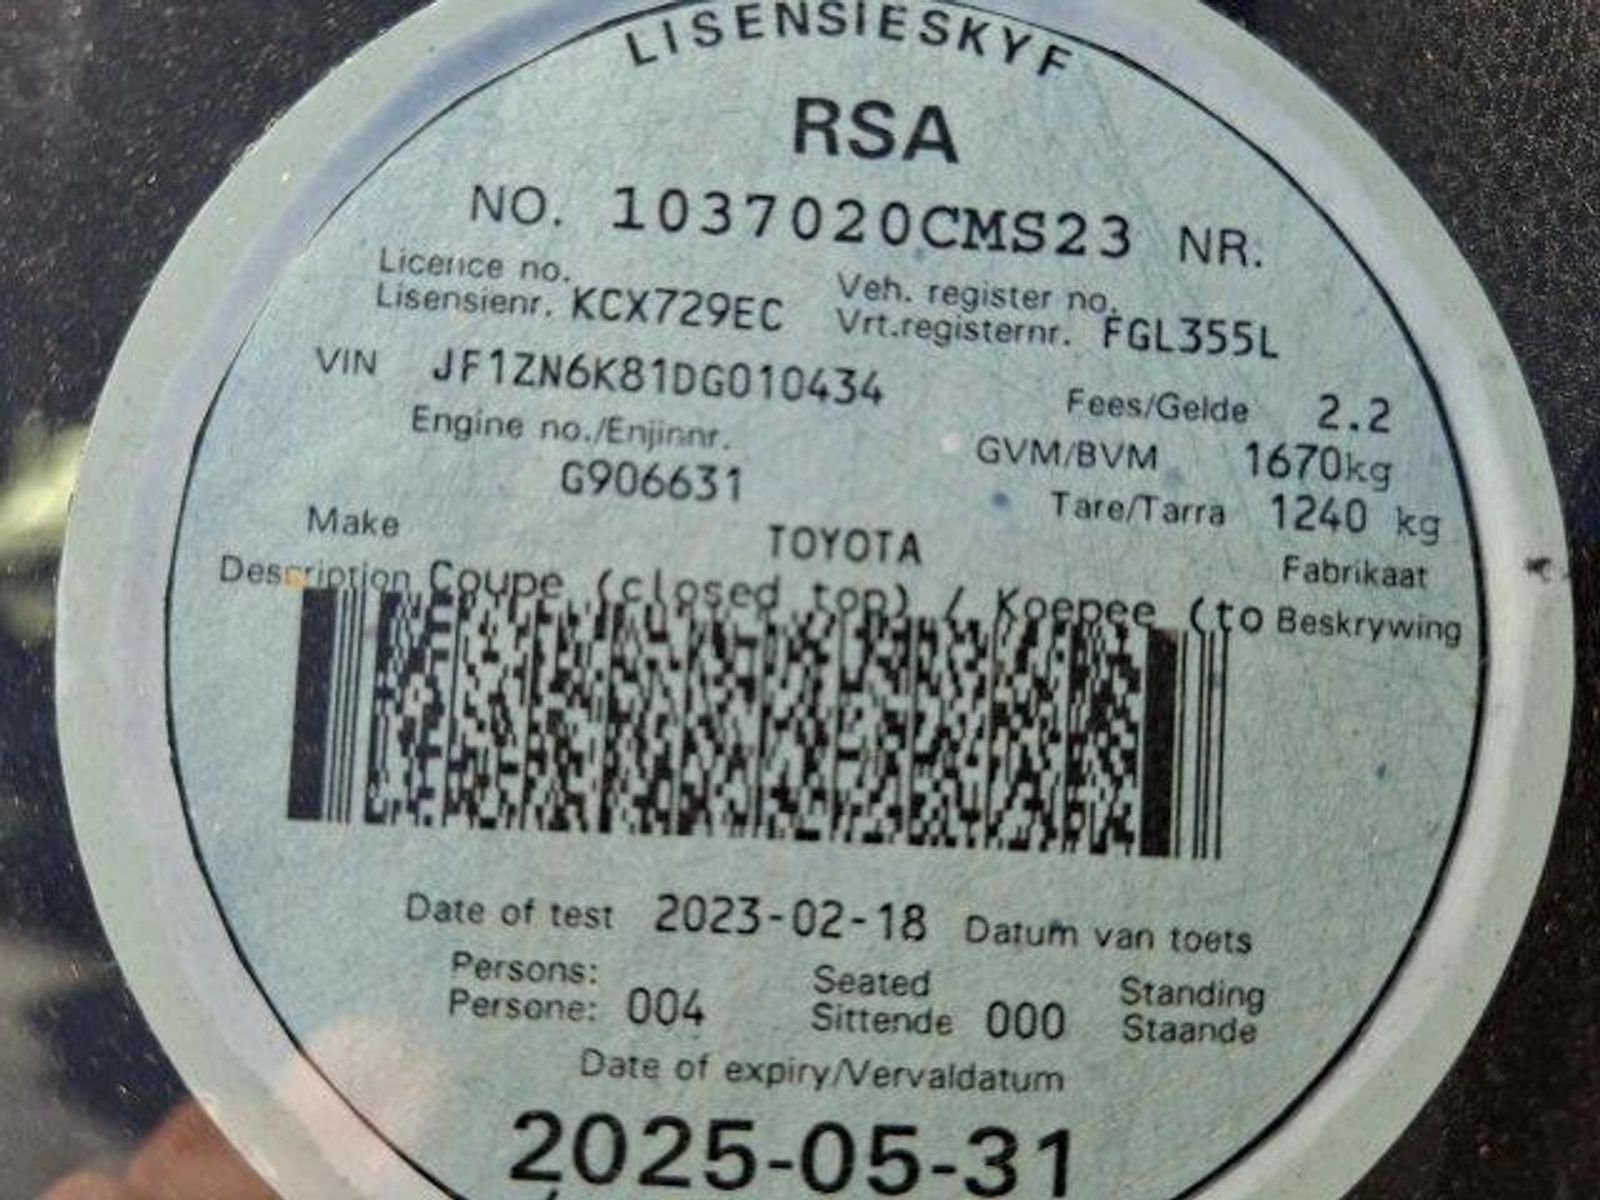 LISENSIESKYF
RSA
NO. 1037020CMS23 NR.
Licence no. Veh. register no.
Lisensienr. KCX729EC Vrt.registernr. FGL355L
VIN JF1ZN6K81DG010434
Fees/Gelde 2.2
Engine no./Enjinnr.
GVM/BVM 1670kg
G906631
Tare/Tarra 1240 kg
Make TOYOTA Fabrikaat
Description Coupe (closed top) / Koepee (to Beskrywing
Date of test 2023-02-18 Datum van toets
Persons: Seated Standing
Persone: 004 Sittende 000 Staande
Date of expiry/Vervaldatum
2025-05-31